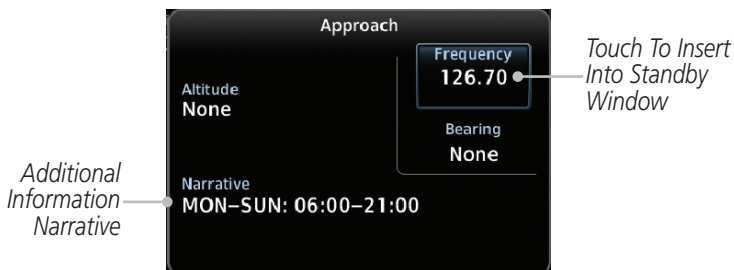 Approach
Frequency
126.70
Touch To Insert
Into Standby
Window
Altitude
None
Bearing
None
Additional
Information
Narrative
Narrative
MON–SUN: 06:00–21:00